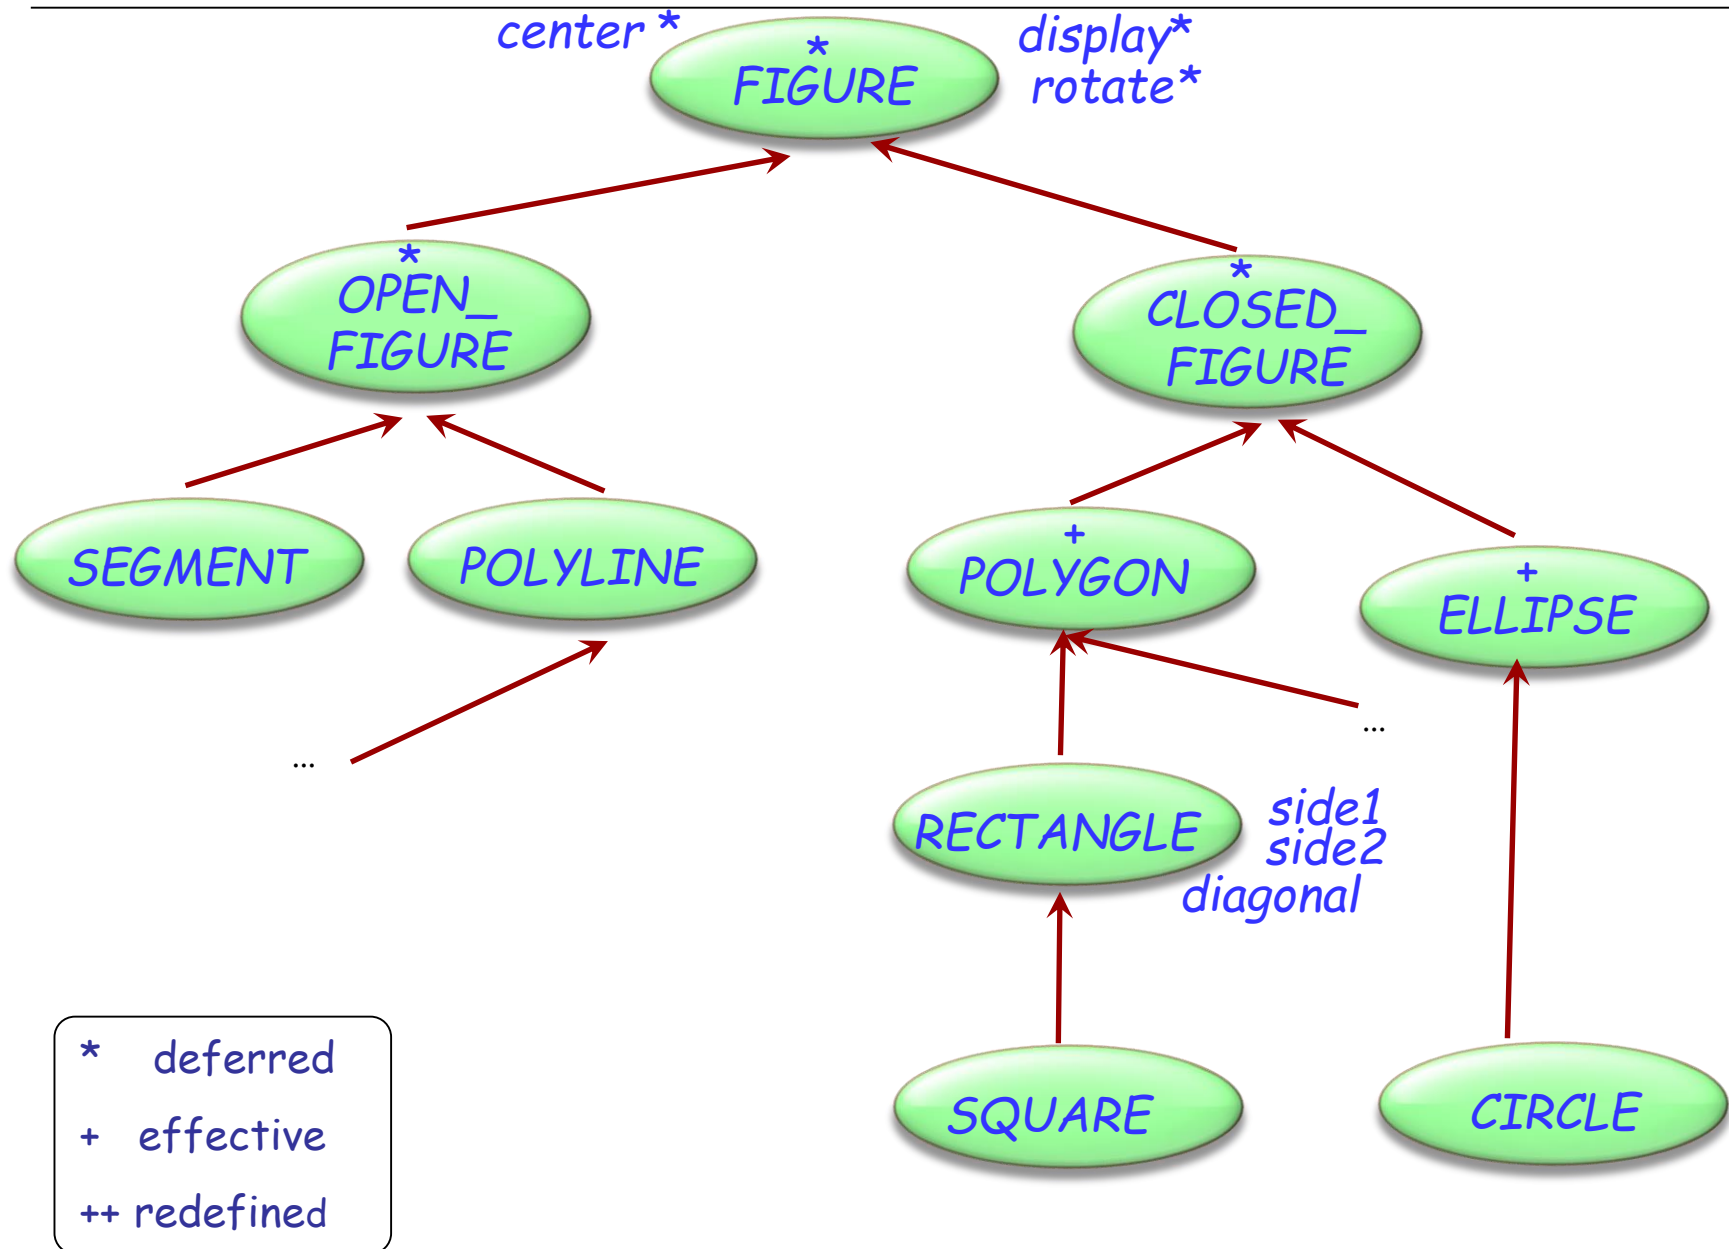 center *
*
FIGURE
display*
rotate*
*
OPEN_
FIGURE
*
CLOSED_
FIGURE
SEGMENT
POLYLINE
+
POLYGON
+
ELLIPSE
...
...
RECTANGLE
side1
side2
diagonal
SQUARE
CIRCLE
* deferred
+ effective
++ redefined